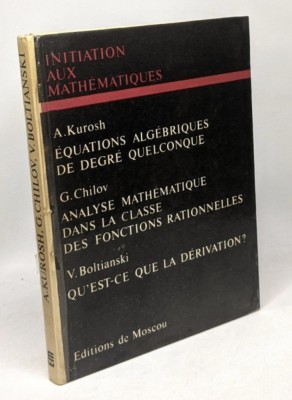 INITIATION
AUX
MATHÉMATIQUES
A.Kurosh
ÉQUATIONS ALGÉBRIQUES
DE DEGRÉ QUELCONQUE
G.Chilov
ANALYSE MATHÉMATIQUE
DANS LA CLASSE
DES FONCTIONS RATIONNELLES
V.Boltianski
QU'EST-CE QUE LA DÉRIVATION?
Editions de Moscou
A.KUROSH, G.CHILOV, V.BOLTIANSKI